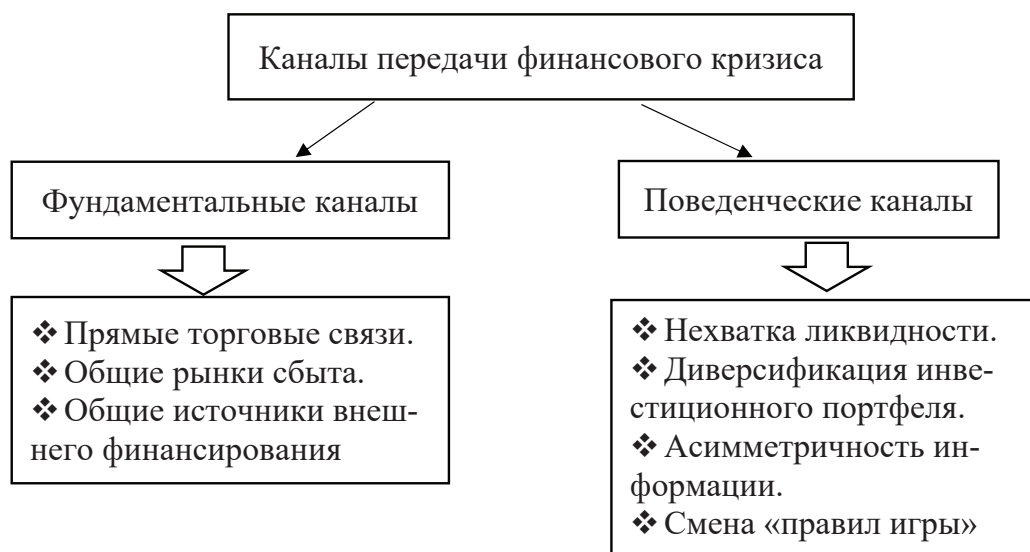 Каналы передачи финансового кризиса
Фундаментальные каналы
Поведенческие каналы
❖ Прямые торговые связи.
❖ Общие рынки сбыта.
❖ Общие источники внеш-
него финансирования
❖ Нехватка ликвидности.
❖ Диверсификация инве-
стиционного портфеля.
❖ Асимметричность ин-
формации.
❖ Смена «правил игры»